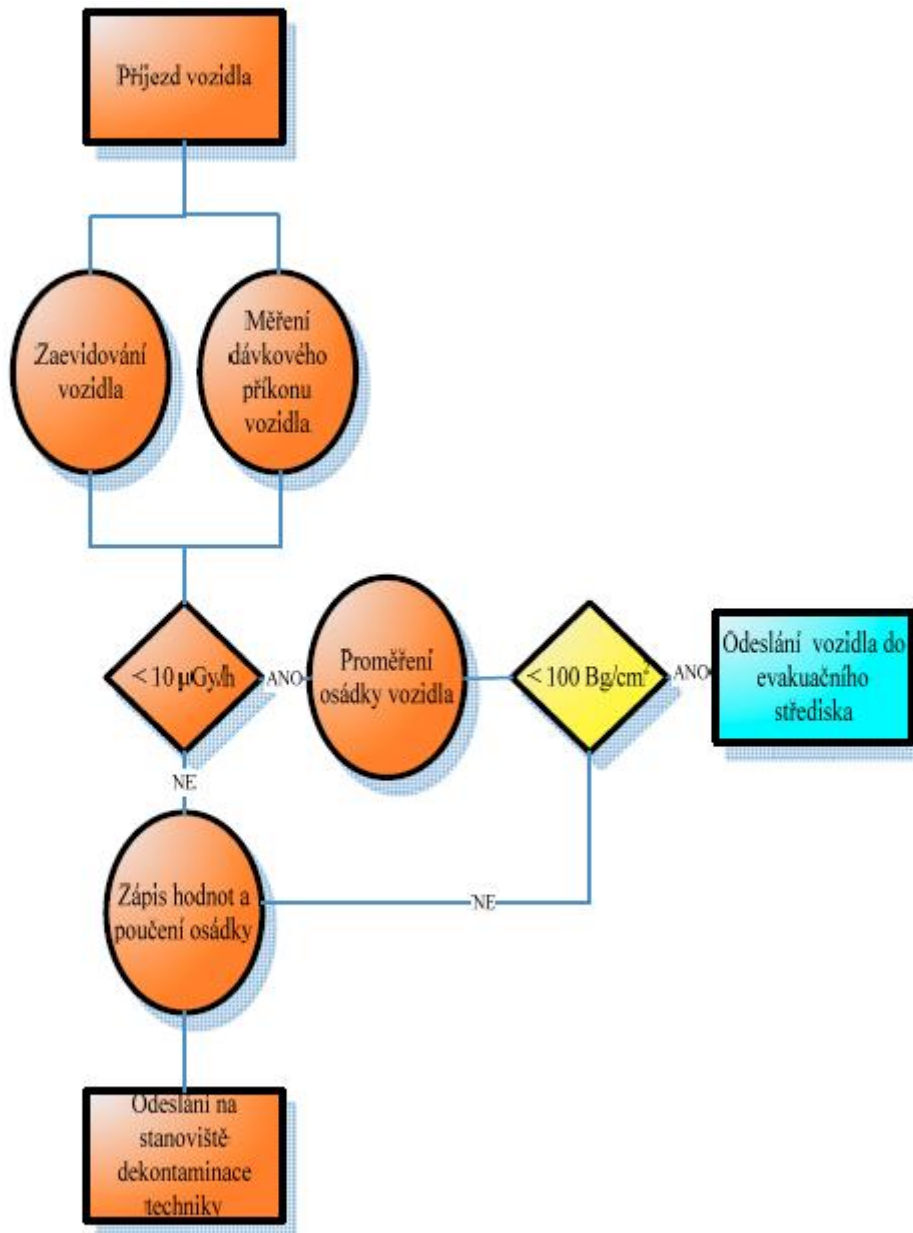 Příjezd vozidla
Zaevidování
vozidla
Měření
dávkového
příkonu
vozidla
< 10 μGy/h
ANO
Proměření
osádky vozidla
< 100 Bg/cm²
ANO
Odeslání vozidla do
evakuačního
střediska
NE
Zápis hodnot a
poučení osádky
NE
Odeslání na
stanoviště
dekontaminace
techniky